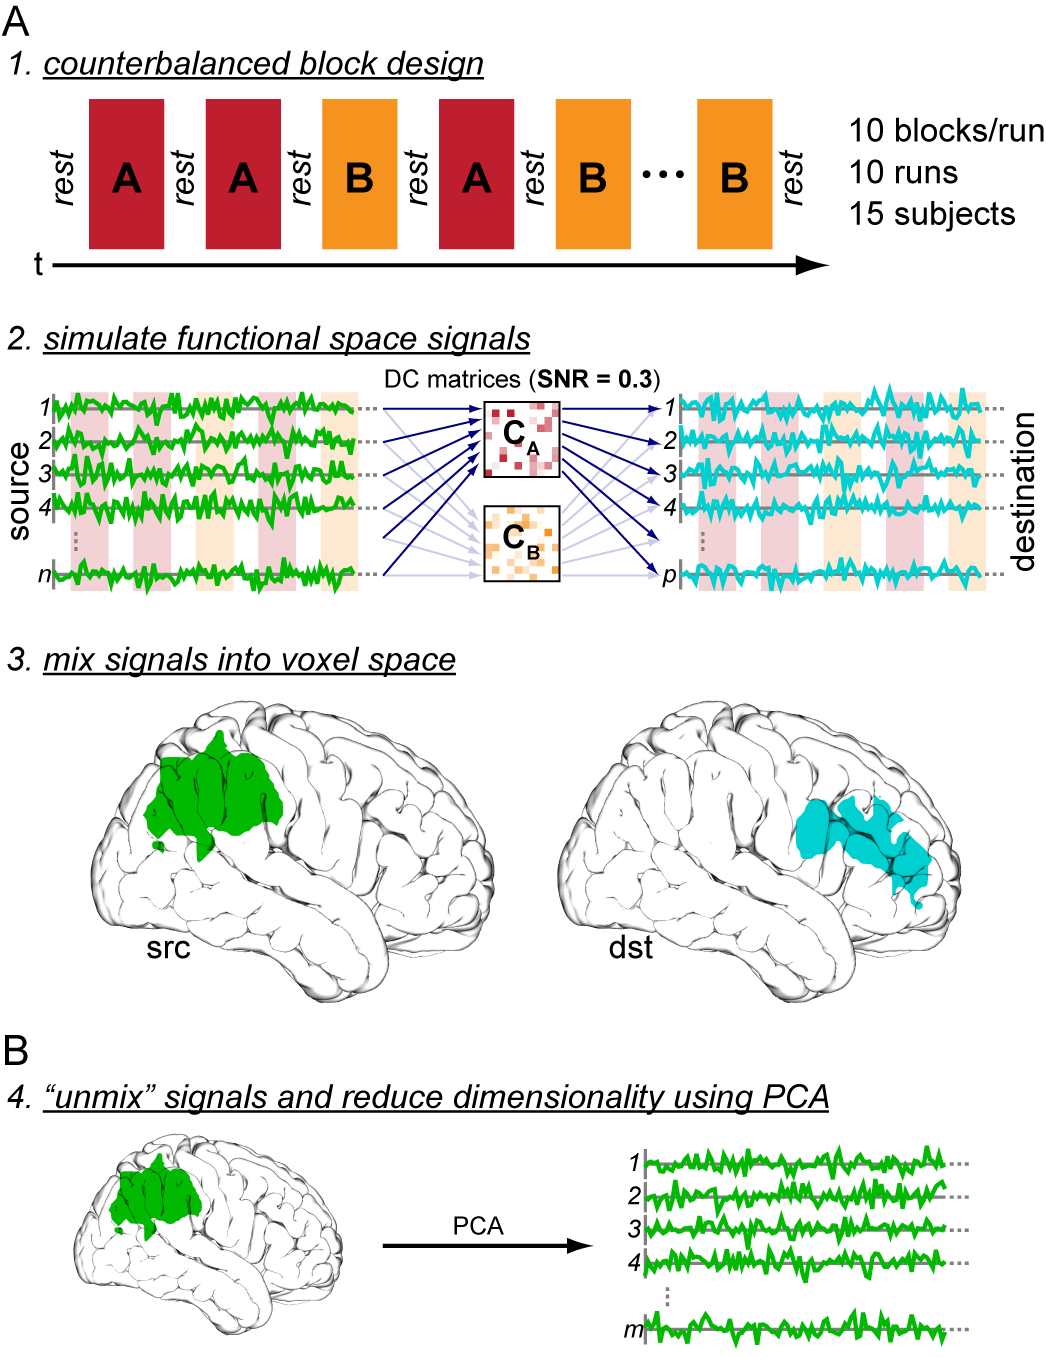 A
1. counterbalanced block design
rest A rest A rest B rest A rest B ... B rest
10 blocks/run
10 runs
15 subjects
t
2. simulate functional space signals
DC matrices (SNR = 0.3)
source
1
2
3
4
n
C A
C B
1
2
3
4
p
destination
3. mix signals into voxel space
src
dst
B
4. “unmix” signals and reduce dimensionality using PCA
PCA
1
2
3
4
m